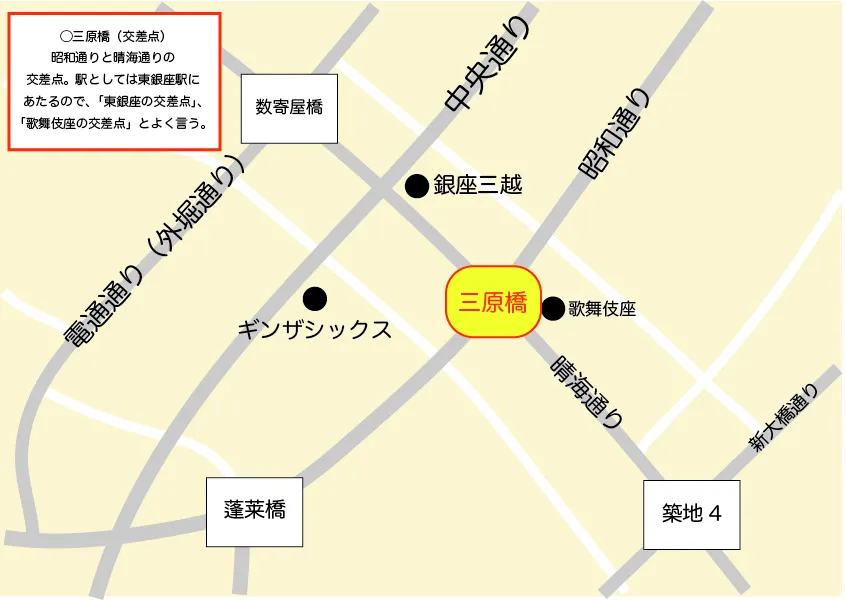 〇三原橋（交差点）
昭和通りと晴海通りの
交差点。駅としては東銀座駅に
あたるので、「東銀座の交差点」、
「歌舞伎座の交差点」とよく言う。
数寄屋橋
中央通り
昭和通り
銀座三越
電通通り（外堀通り）
三原橋
歌舞伎座
ギンザシックス
晴海通り
新大橋通り
蓬莱橋
築地４